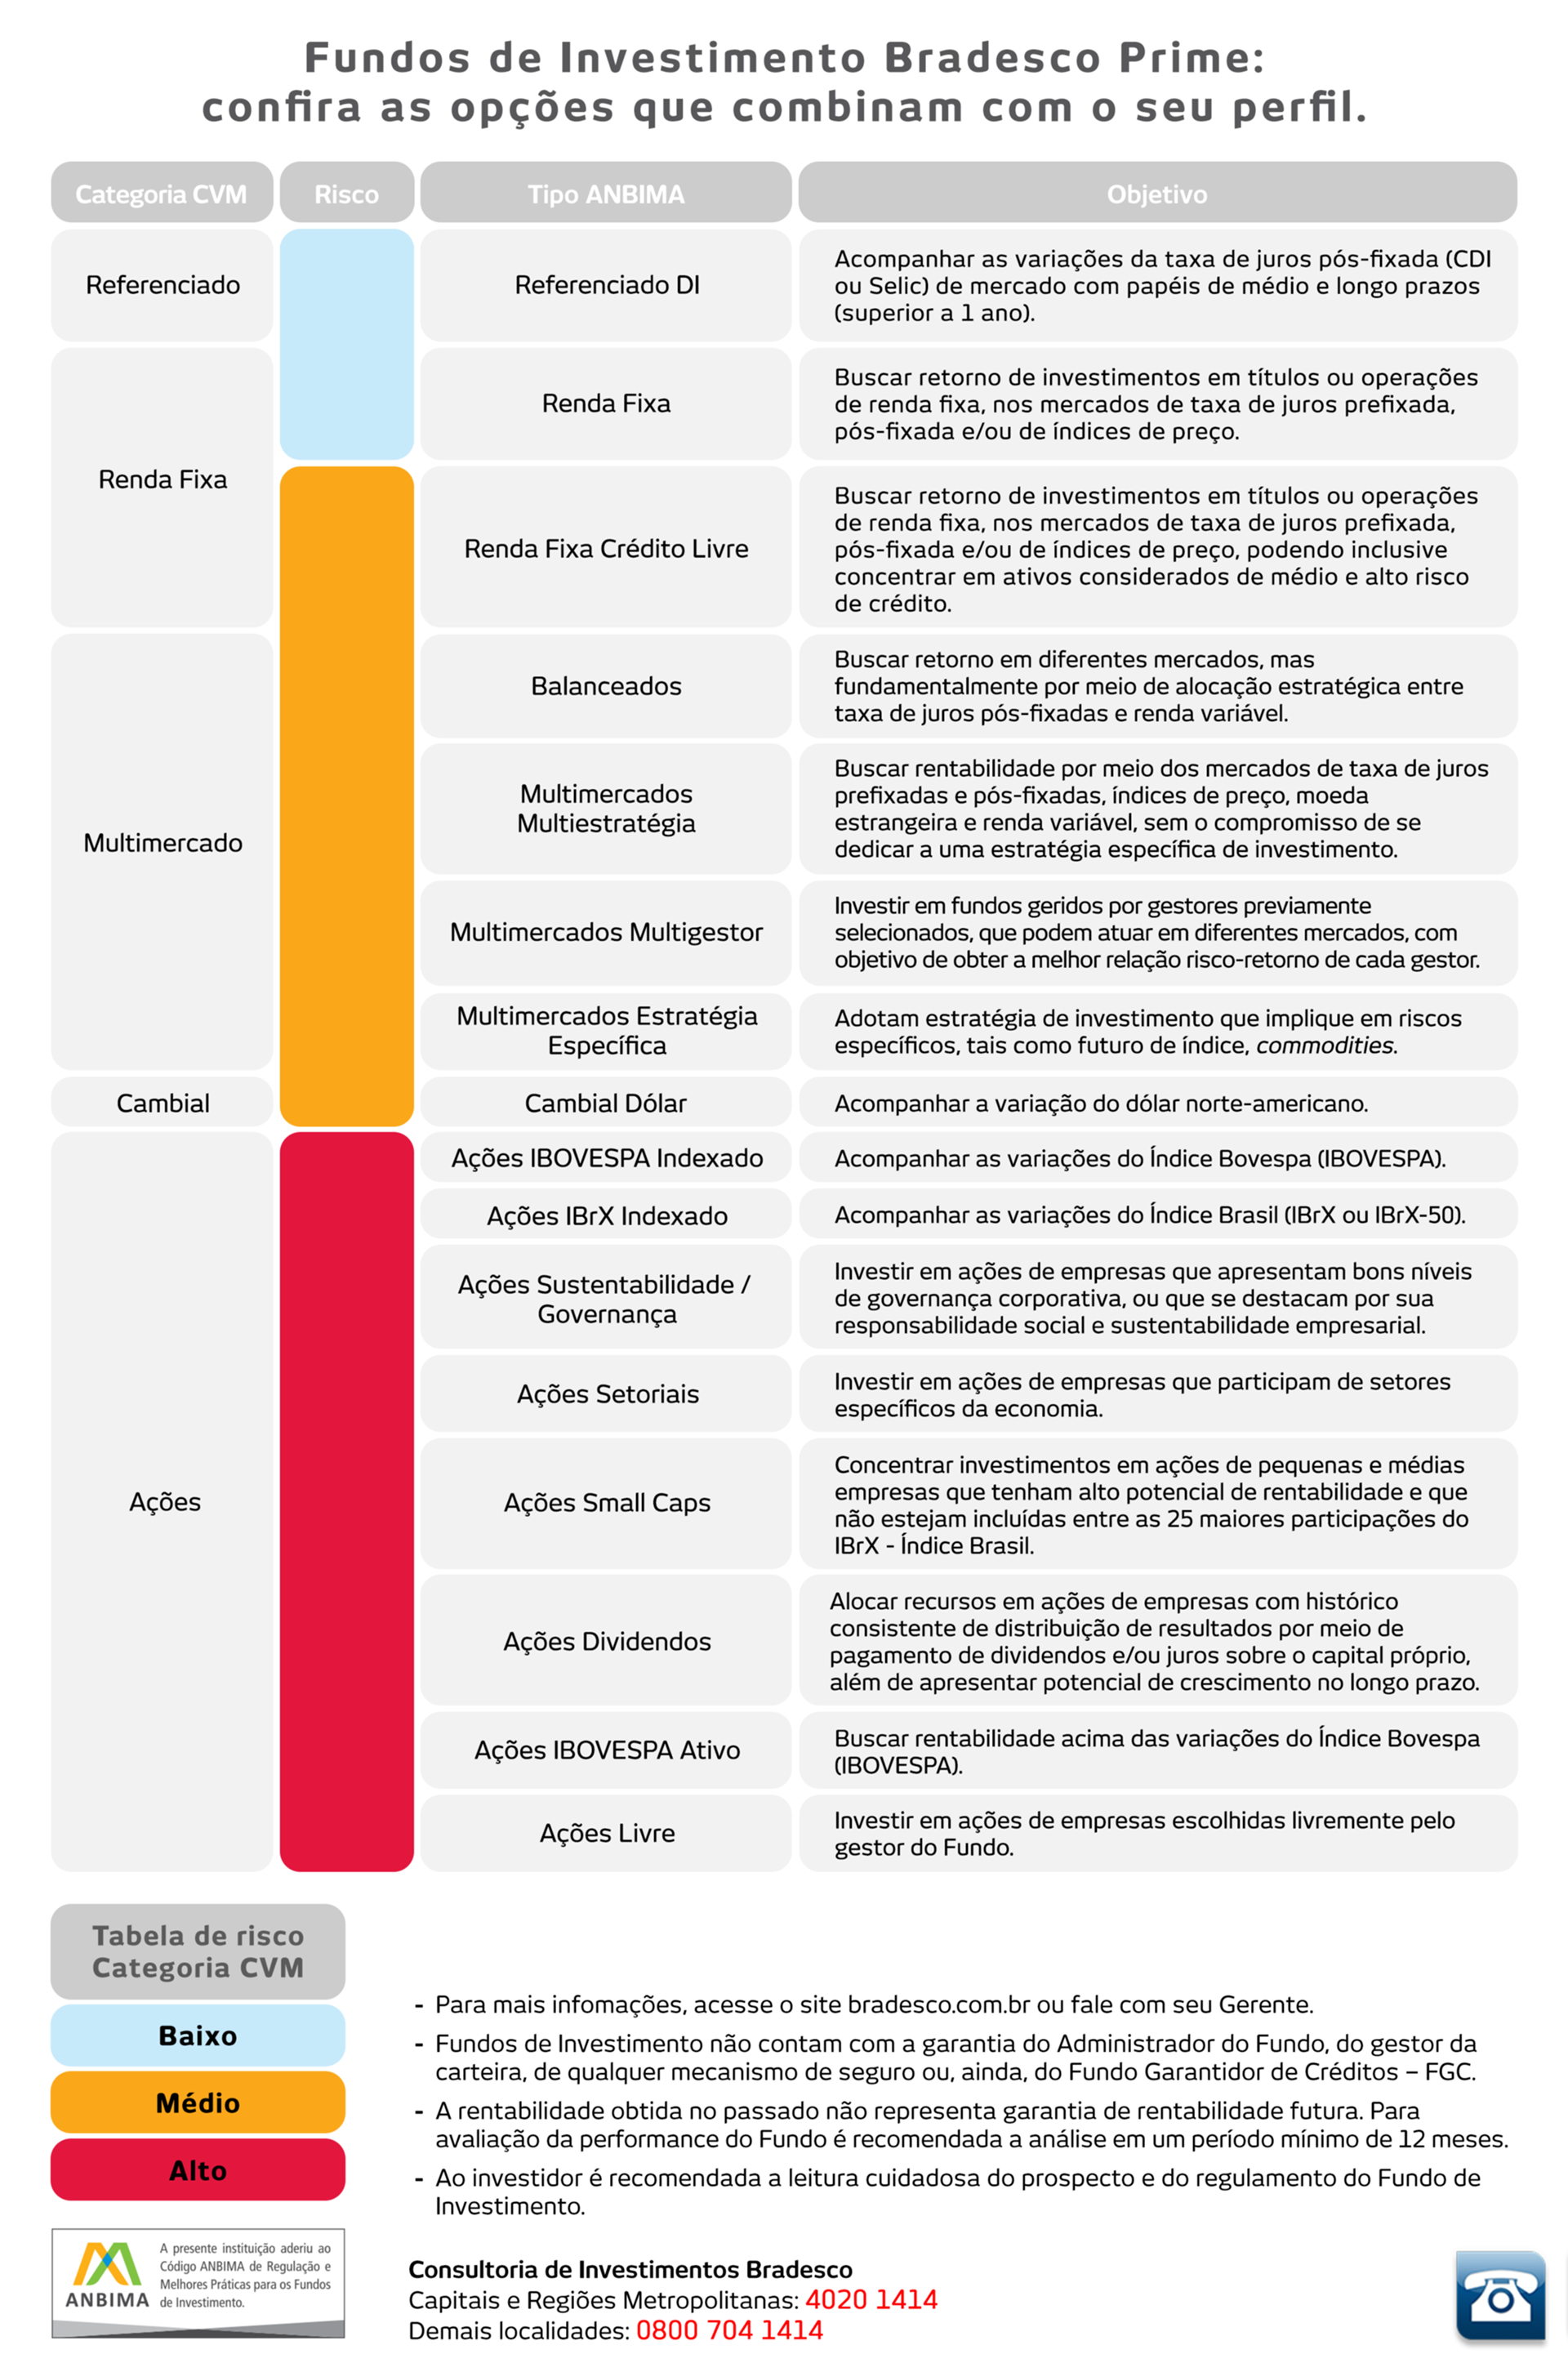 Fundos de Investimento Bradesco Prime:
confira as opções que combinam com o seu perfil.
Categoria CVM
Risco
Tipo ANBIMA
Objetivo
Referenciado
Referenciado DI
Acompanhar as variações da taxa de juros pós-fixada (CDI
ou Selic) de mercado com papéis de médio e longo prazos
(superior a 1 ano).
Renda Fixa
Renda Fixa
Buscar retorno de investimentos em títulos ou operações
de renda fixa, nos mercados de taxa de juros prefixada,
pós-fixada e/ou de índices de preço.
Renda Fixa Crédito Livre
Buscar retorno de investimentos em títulos ou operações
de renda fixa, nos mercados de taxa de juros prefixada,
pós-fixada e/ou de índices de preço, podendo inclusive
concentrar em ativos considerados de médio e alto risco
de crédito.
Multimercado
Balanceados
Buscar retorno em diferentes mercados, mas
fundamentalmente por meio de alocação estratégica entre
taxa de juros pós-fixadas e renda variável.
Multimercados
Multiestratégia
Buscar rentabilidade por meio dos mercados de taxa de juros
prefixadas e pós-fixadas, índices de preço, moeda
estrangeira e renda variável, sem o compromisso de se
dedicar a uma estratégia específica de investimento.
Multimercados Multigestor
Investir em fundos geridos por gestores previamente
selecionados, que podem atuar em diferentes mercados, com
objetivo de obter a melhor relação risco-retorno de cada gestor.
Multimercados Estratégia
Específica
Adotam estratégia de investimento que implique em riscos
específicos, tais como futuro de índice, commodities.
Cambial
Cambial Dólar
Acompanhar a variação do dólar norte-americano.
Ações
Ações IBOVESPA Indexado
Acompanhar as variações do Índice Bovespa (IBOVESPA).
Ações IBrX Indexado
Acompanhar as variações do Índice Brasil (IBrX ou IBrX-50).
Ações Sustentabilidade /
Governança
Investir em ações de empresas que apresentam bons níveis
de governança corporativa, ou que se destacam por sua
responsabilidade social e sustentabilidade empresarial.
Ações Setoriais
Investir em ações de empresas que participam de setores
específicos da economia.
Ações Small Caps
Concentrar investimentos em ações de pequenas e médias
empresas que tenham alto potencial de rentabilidade e que
não estejam incluídas entre as 25 maiores participações do
IBrX - Índice Brasil.
Ações Dividendos
Alocar recursos em ações de empresas com histórico
consistente de distribuição de resultados por meio de
pagamento de dividendos e/ou juros sobre o capital próprio,
além de apresentar potencial de crescimento no longo prazo.
Ações IBOVESPA Ativo
Buscar rentabilidade acima das variações do Índice Bovespa
(IBOVESPA).
Ações Livre
Investir em ações de empresas escolhidas livremente pelo
gestor do Fundo.
Tabela de risco
Categoria CVM
Baixo
Médio
Alto
- Para mais infomações, acesse o site bradesco.com.br ou fale com seu Gerente.
- Fundos de Investimento não contam com a garantia do Administrador do Fundo, do gestor da
carteira, de qualquer mecanismo de seguro ou, ainda, do Fundo Garantidor de Créditos – FGC.
- A rentabilidade obtida no passado não representa garantia de rentabilidade futura. Para
avaliação da performance do Fundo é recomendada a análise em um período mínimo de 12 meses.
- Ao investidor é recomendada a leitura cuidadosa do prospecto e do regulamento do Fundo de
Investimento.
ANBIMA
A presente instituição aderiu ao
Código ANBIMA de Regulação e
Melhores Práticas para os Fundos
de Investimento.
Consultoria de Investimentos Bradesco
Capitais e Regiões Metropolitanas: 4020 1414
Demais localidades: 0800 704 1414